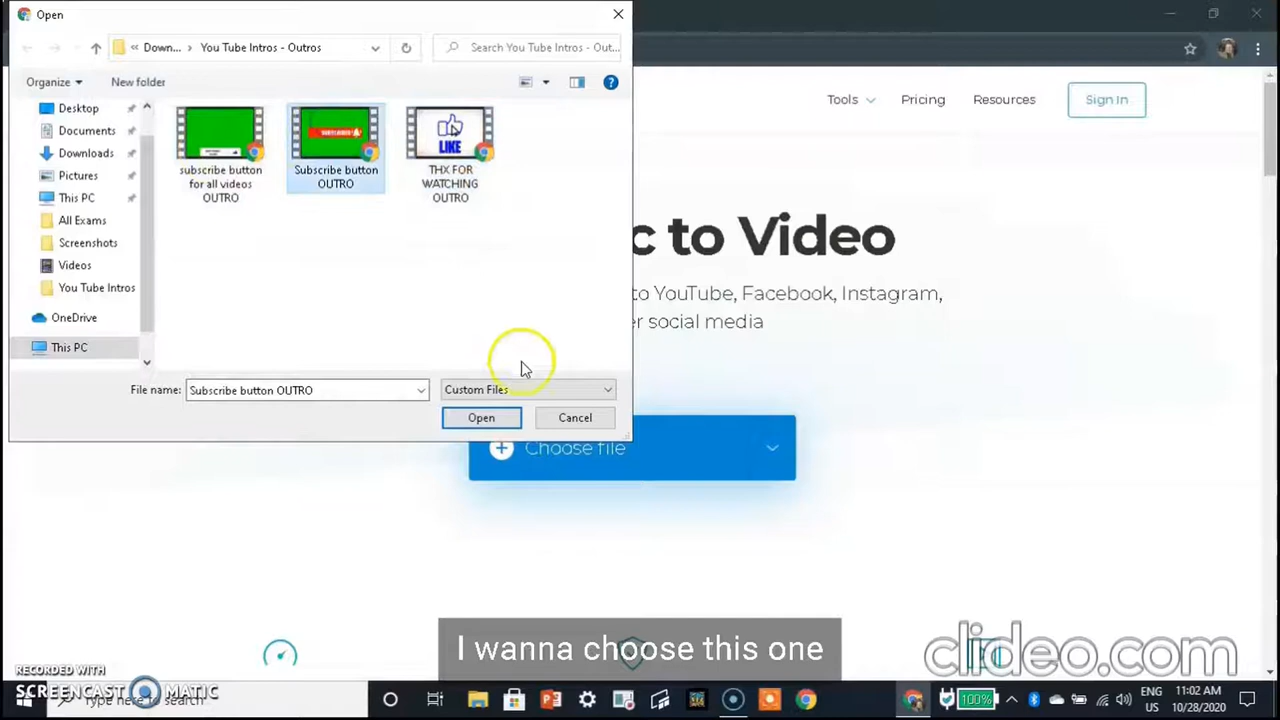 Open
Down...
You Tube Intros - Outros
Search You Tube Intros - Out...
Organize
New folder
Desktop
Documents
Downloads
Pictures
This PC
All Exams
Screenshots
Videos
You Tube Intros
OneDrive
This PC
subscribe button
for all videos
OUTRO
Subscribe button
OUTRO
LIKE
THX FOR
WATCHING
OUTRO
File name:
Subscribe button OUTRO
Custom Files
Open
Cancel
Tools
Pricing
Resources
Sign In
c to Video
to YouTube, Facebook, Instagram,
er social media
Choose file
I wanna choose this one
clideo.com
RECORDED WITH
SCREENCAST MATIC
Type here to search
100%
ENG
US
11:02 AM
10/28/2020